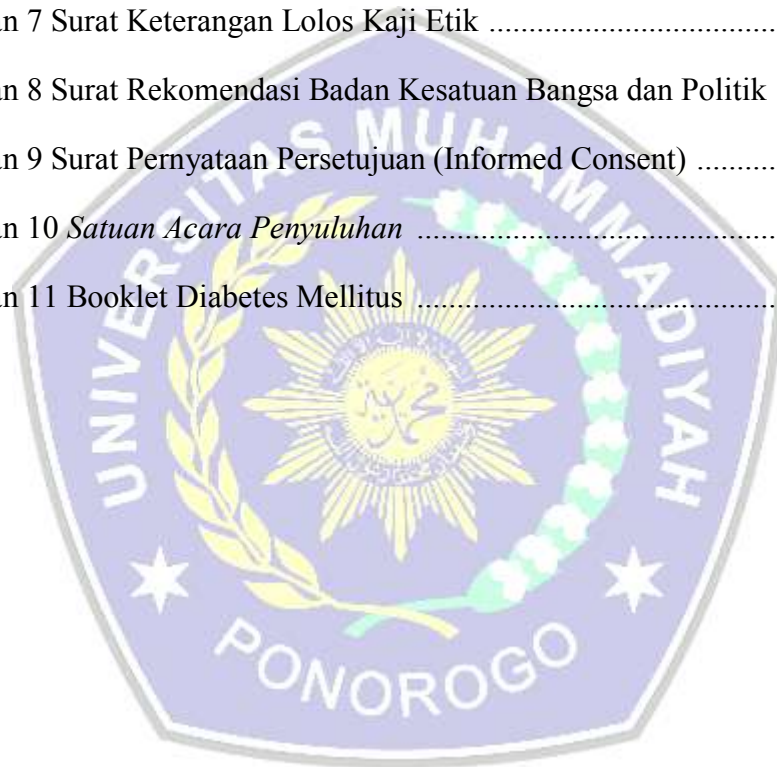 an 7 Surat Keterangan Lolos Kaji Etik ....................................
an 8 Surat Rekomendasi Badan Kesatuan Bangsa dan Politik
an 9 Surat Pernyataan Persetujuan (Informed Consent) ..........
an 10 Satuan Acara Penyuluhan .............................................
an 11 Booklet Diabetes Mellitus .............................................
UNIVERSITAS MUHAMMADIYAH
PONOROGO